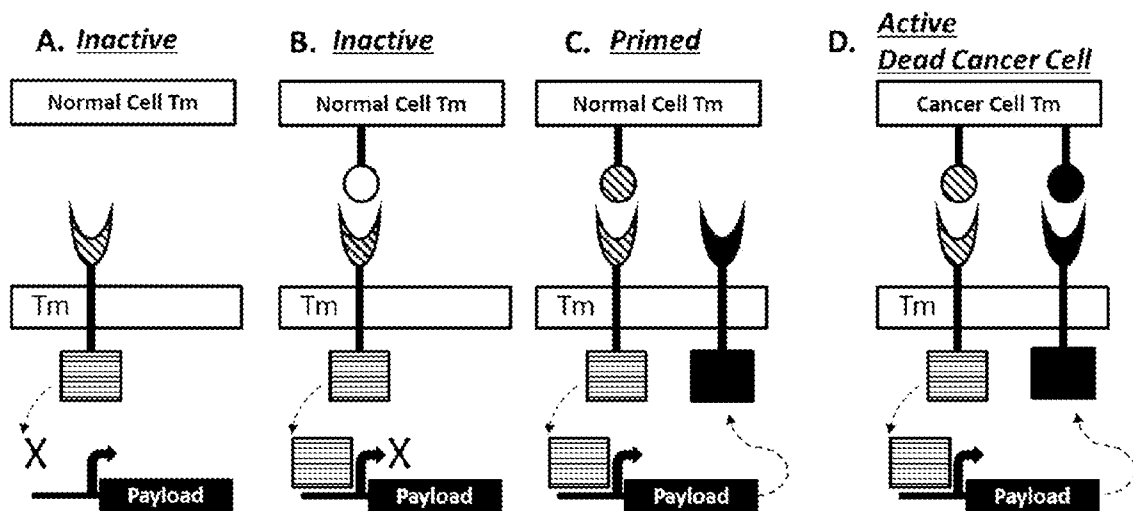 A. Inactive
B. Inactive
C. Primed
D. Active
Dead Cancer Cell
Normal Cell Tm
Normal Cell Tm
Normal Cell Tm
Cancer Cell Tm
Tm
Tm
Tm
Tm
X
X
Payload
Payload
Payload
Payload